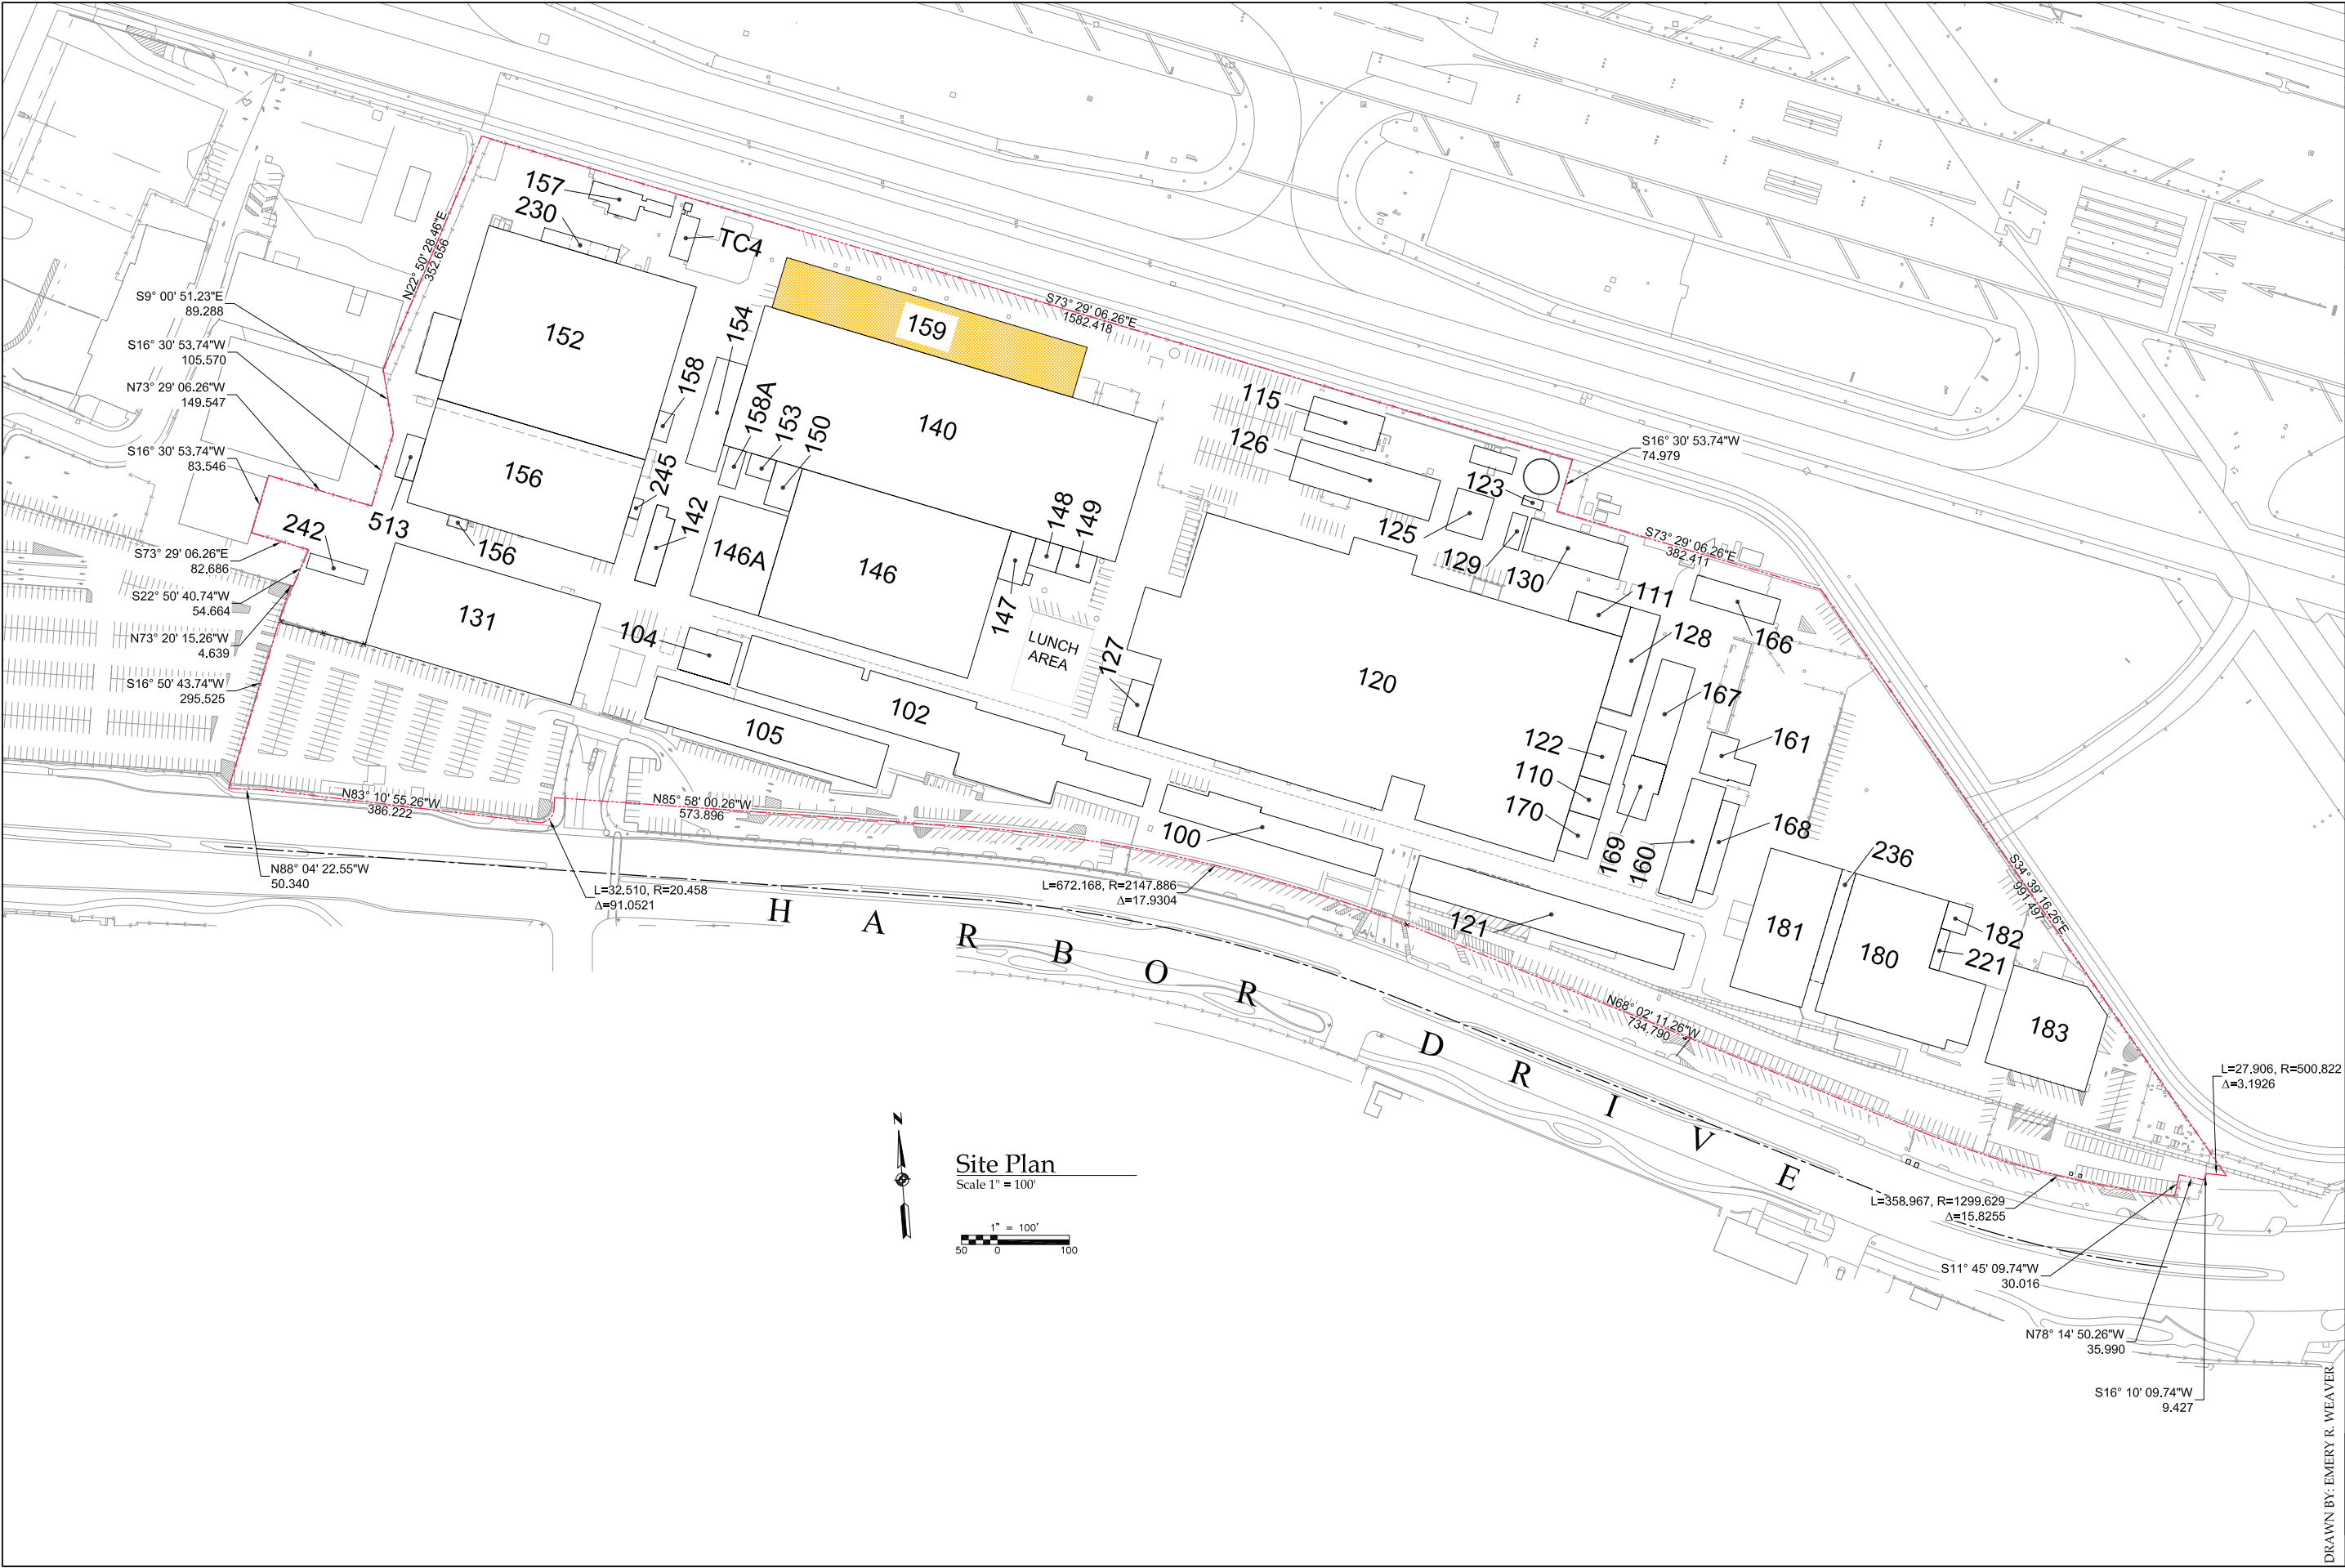 157
230
TC4
N22° 50' 28.46"E
352.656
S9° 00' 51.23"E
89.288
S73° 29' 06.26"E
1582.418
152
154
159
S16° 30' 53.74"W
105.570
N73° 29' 06.26"W
149.547
158
158A
153
150
140
115
126
S16° 30' 53.74"W
74.979
S16° 30' 53.74"W
83.546
156
245
142
123
125
242
513
156
146A
146
148
149
129
130
S73° 29' 06.26"E
382.411
S73° 29' 06.26"E
82.686
S22° 50' 40.74"W
54.664
N73° 20' 15.26"W
4.639
131
104
147
LUNCH
AREA
127
111
128
166
S16° 50' 43.74"W
295.525
105
102
120
167
122
161
110
170
N83° 10' 55.26"W
386.222
N85° 58' 00.26"W
573.896
100
169
160
168
236
N88° 04' 22.55"W
50.340
L=32.510, R=20.458
Δ=91.0521
L=672.168, R=2147.886
Δ=17.9304
121
181
180
182
221
S34° 39' 16.26"E
991.497
183
HARBOR DRIVE
N68° 02' 11.26"W
734.790
L=27.906, R=500.822
Δ=3.1926
N
Site Plan
Scale 1" = 100'
1" = 100'
50 0 100
L=358.967, R=1299.629
Δ=15.8255
S11° 45' 09.74"W
30.016
N78° 14' 50.26"W
35.990
S16° 10' 09.74"W
9.427
DRAWN BY: EMERY R. WEAVER